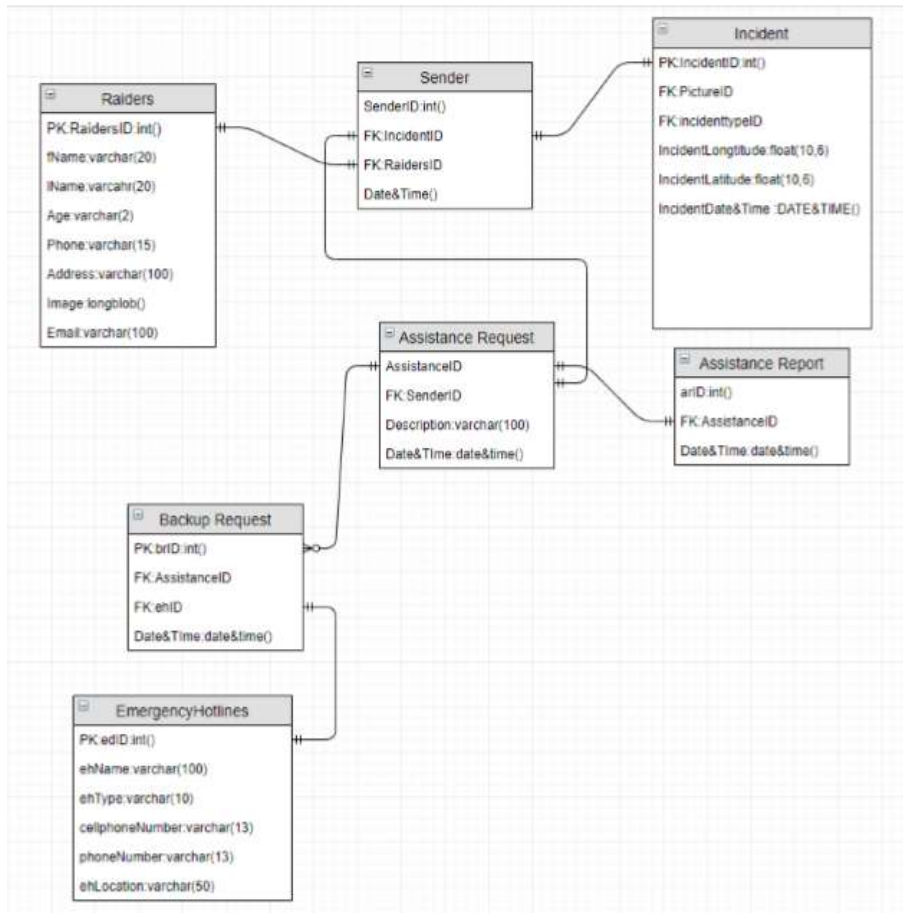 Raiders
PK:RaidersID:int()
fName:varchar(20)
lName:varcahr(20)
Age:varchar(2)
Phone:varchar(15)
Address:varchar(100)
Image:longblob()
Email:varchar(100)
Sender
SenderID:int()
FK:IncidentID
FK:RaidersID
Date&Time()
Incident
PK:IncidentID:int()
FK:PictureID
FK:incidenttypeID
IncidentLongtitude:float(10,6)
IncidentLatitude:float(10,6)
IncidentDate&Time :DATE&TIME()
Assistance Request
AssistanceID
FK:SenderID
Description:varchar(100)
Date&TIme:date&time()
Assistance Report
arID:int()
FK:AssistanceID
Date&TIme:date&time()
Backup Request
PK:brID:int()
FK:AssistanceID
FK:ehID
Date&TIme:date&time()
EmergencyHotlines
PK:edID:int()
ehName:varchar(100)
ehType:varchar(10)
cellphoneNumber:varchar(13)
phoneNumber:varchar(13)
ehLocation:varchar(50)